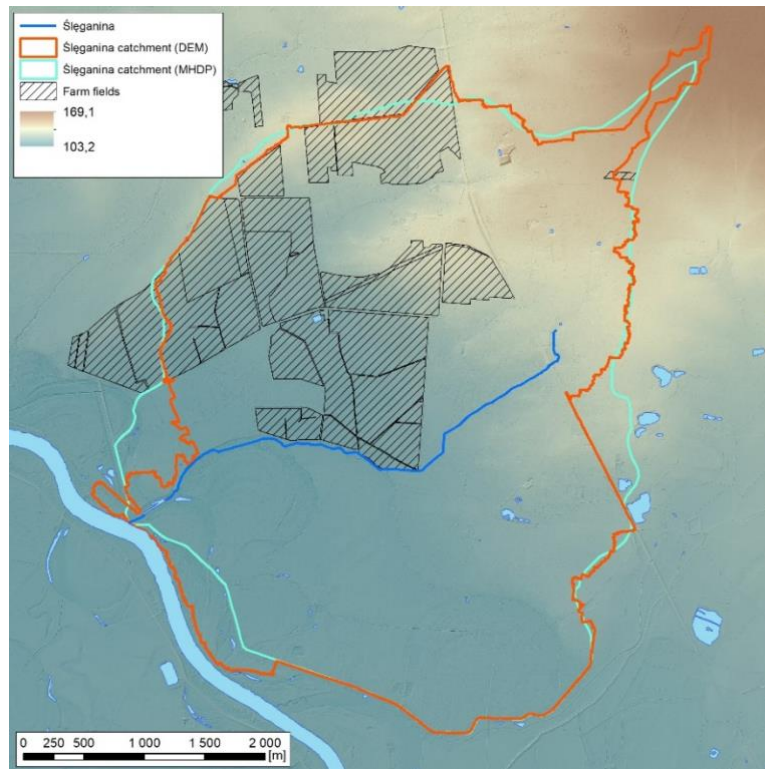 Ślęganina
Ślęganina catchment (DEM)
Ślęganina catchment (MHDP)
Farm fields
169,1
103,2
0 250 500 1 000 1 500 2 000
[m]